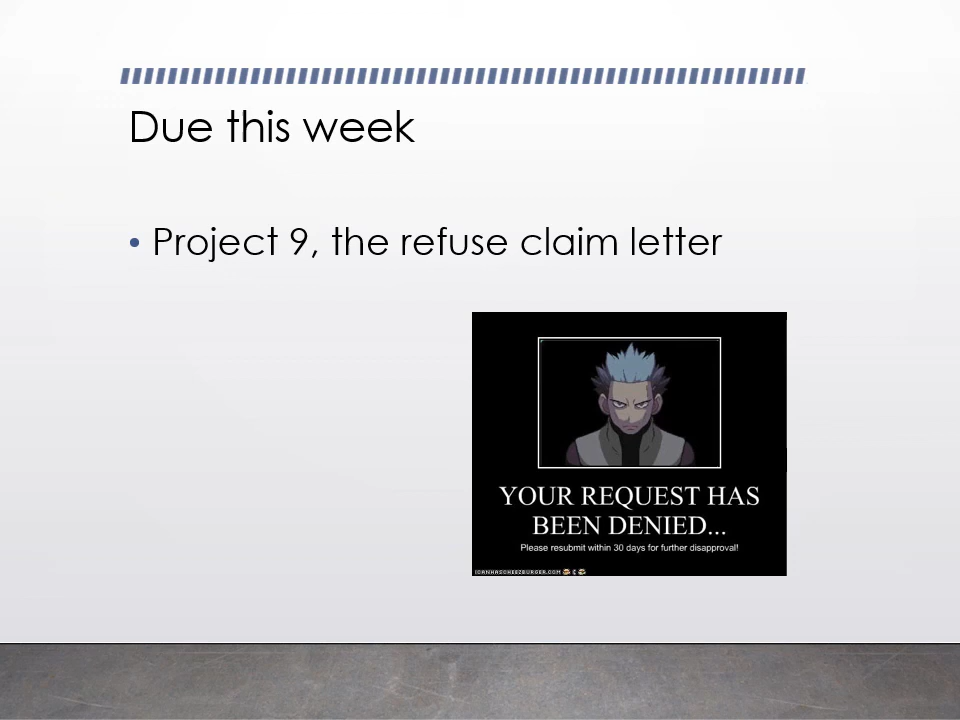 Due this week
• Project 9, the refuse claim letter
YOUR REQUEST HAS
BEEN DENIED...
Please resubmit within 30 days for further disapproval!
ICANHASCHEEZBURGER.COM